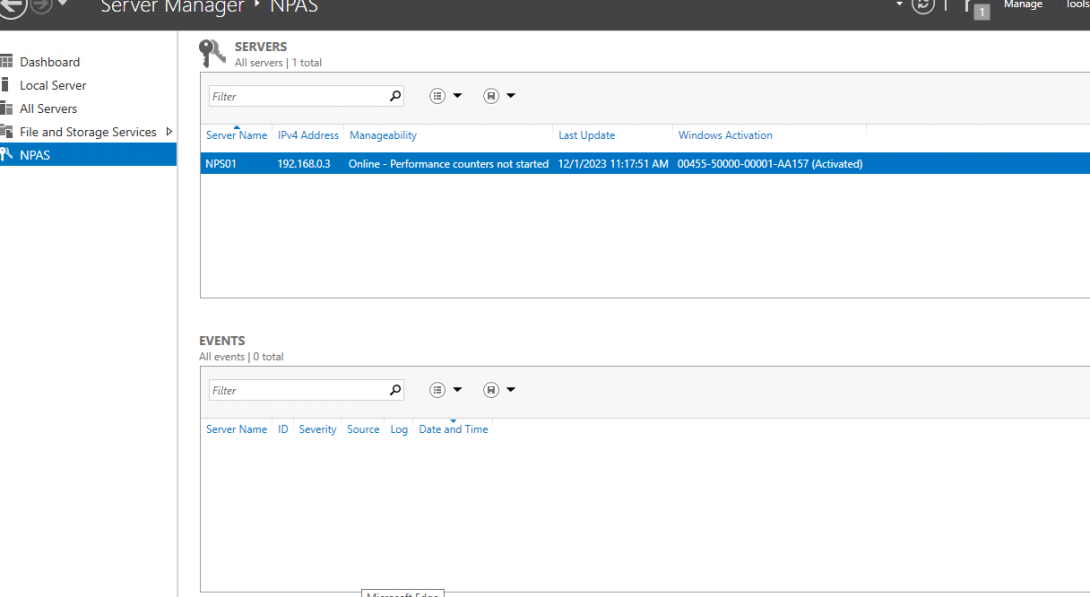 Server Manager ‣ NPAS
1
Manage
Tools
Dashboard
Local Server
All Servers
File and Storage Services
NPAS
SERVERS
All servers | 1 total
Filter
Server Name IPv4 Address Manageability Last Update Windows Activation
NPS01 192.168.0.3 Online - Performance counters not started 12/1/2023 11:17:51 AM 00455-50000-00001-AA157 (Activated)
EVENTS
All events | 0 total
Filter
Server Name ID Severity Source Log Date and Time
Microsoft Edge